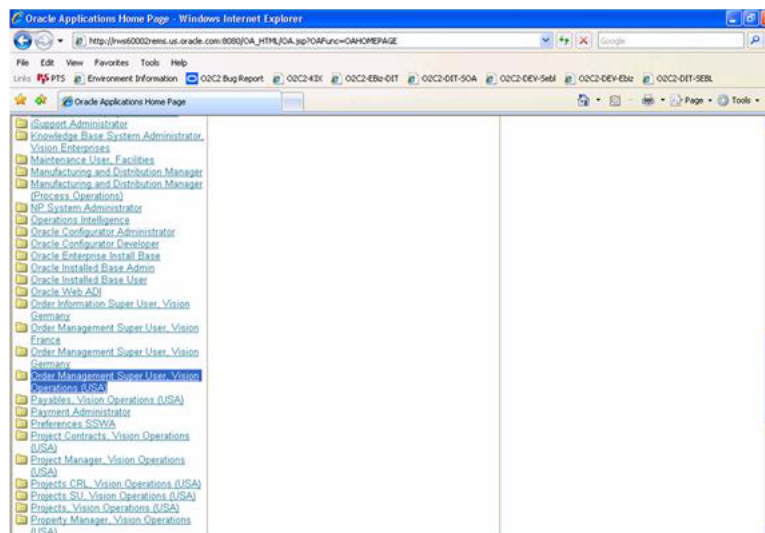 Oracle Applications Home Page - Windows Internet Explorer
http://rws60002rems.us.oracle.com:8080/OA_HTML/OA.jsp?OAFunc=OAHOMEPAGE
Google
File Edit View Favorites Tools Help
Links PTS Environment Information O2C2 Bug Report O2C2-KIX O2C2-EBiz-DIT O2C2-DIT-SOA O2C2-DEV-Sebl O2C2-DEV-Ebiz O2C2-DIT-SEBL
Oracle Applications Home Page
Page Tools
iSupport Administrator
Knowledge Base System Administrator,
Vision Enterprises
Maintenance User, Facilities
Manufacturing and Distribution Manager
Manufacturing and Distribution Manager
(Process Operations)
NP System Administrator
Operations Intelligence
Oracle Configurator Administrator
Oracle Configurator Developer
Oracle Enterprise Install Base
Oracle Installed Base Admin
Oracle Installed Base User
Oracle Web ADI
Order Information Super User, Vision
Germany
Order Management Super User, Vision
France
Order Management Super User, Vision
Germany
Order Management Super User, Vision
Operations (USA)
Payables, Vision Operations (USA)
Payment Administrator
Preferences SSWA
Project Contracts, Vision Operations
(USA)
Project Manager, Vision Operations
(USA)
Projects CRL, Vision Operations (USA)
Projects SU, Vision Operations (USA)
Projects, Vision Operations (USA)
Property Manager, Vision Operations
(USA)